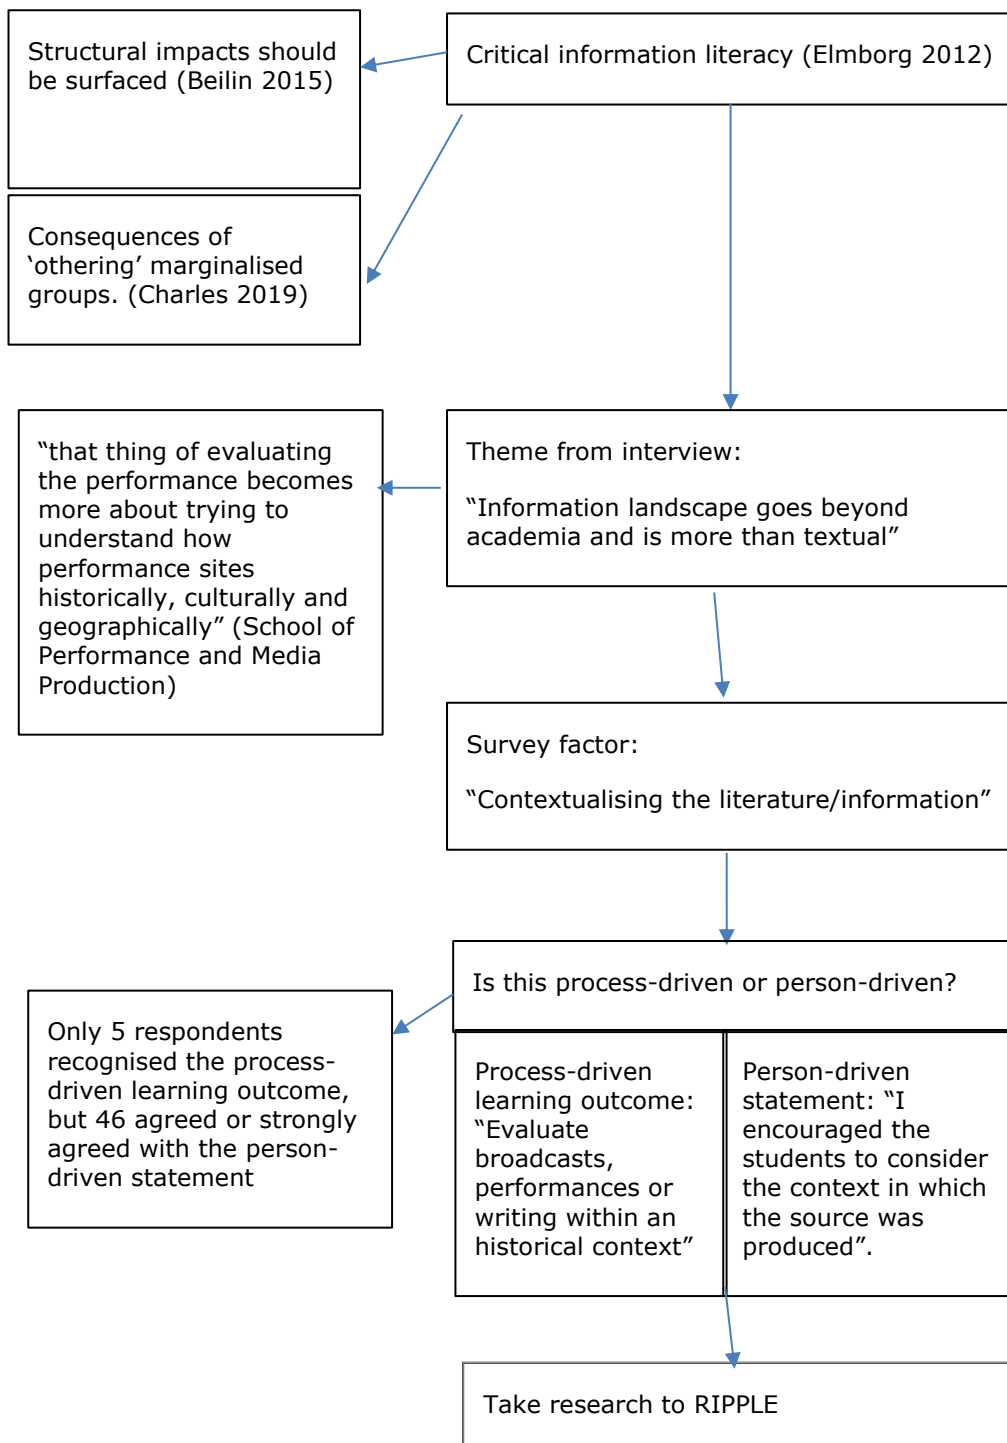 Structural impacts should
be surfaced (Beilin 2015)
Critical information literacy (Elmborg 2012)
Consequences of
‘othering’ marginalised
groups. (Charles 2019)
“that thing of evaluating
the performance becomes
more about trying to
understand how
performance sites
historically, culturally and
geographically” (School of
Performance and Media
Production)
Theme from interview:
“Information landscape goes beyond
academia and is more than textual”
Survey factor:
“Contextualising the literature/information”
Is this process-driven or person-driven?
Only 5 respondents
recognised the process-
driven learning outcome,
but 46 agreed or strongly
agreed with the person-
driven statement
Process-driven
learning outcome:
“Evaluate
broadcasts,
performances or
writing within an
historical context”
Person-driven
statement: “I
encouraged the
students to consider
the context in which
the source was
produced”.
Take research to RIPPLE